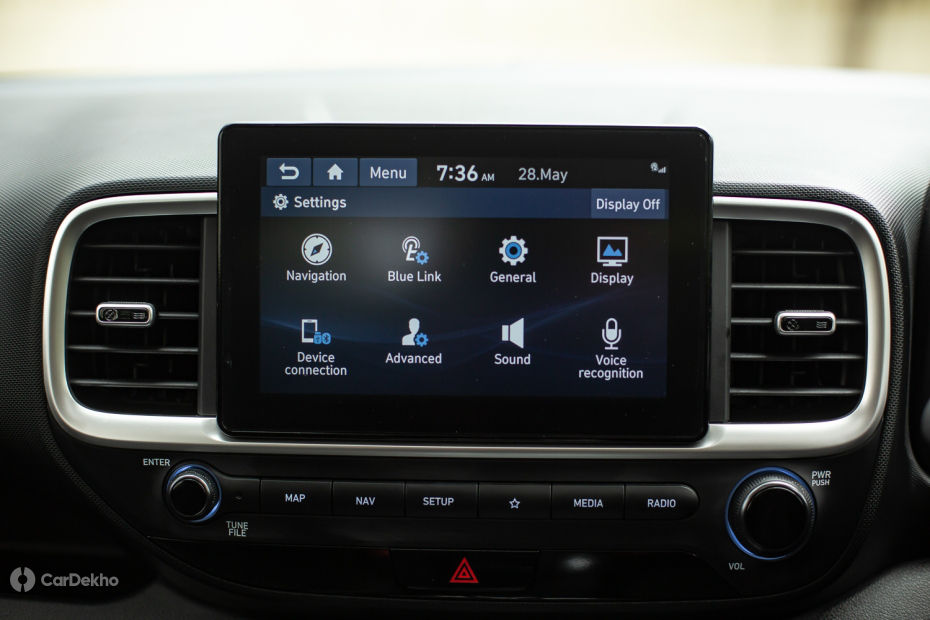 Menu 7:36 AM 28.May
Settings Display Off
Navigation Blue Link General Display
Device
connection
Advanced Sound
Voice
recognition
ENTER
MAP NAV SETUP MEDIA RADIO
PWR
PUSH
TUNE
FILE
VOL
CarDekho